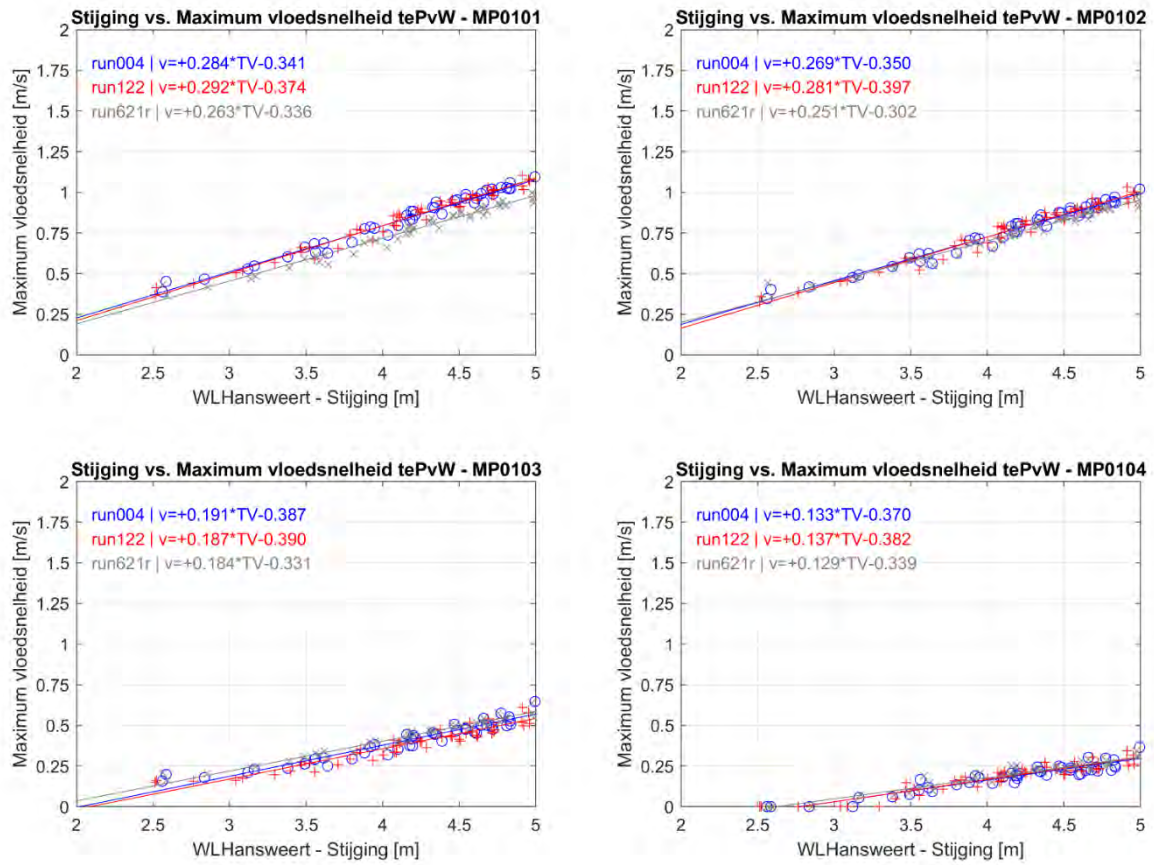 Stijging vs. Maximum vloedsnelheid tePvW - MP0101
2
1.75
1.5
1.25
1
0.75
0.5
0.25
0
Maximum vloedsnelheid [m/s]
run004 | v=+0.284*TV-0.341
run122 | v=+0.292*TV-0.374
run621r | v=+0.263*TV-0.336
2 2.5 3 3.5 4 4.5 5
WLHansweert - Stijging [m]
Stijging vs. Maximum vloedsnelheid tePvW - MP0102
2
1.75
1.5
1.25
1
0.75
0.5
0.25
0
Maximum vloedsnelheid [m/s]
run004 | v=+0.269*TV-0.350
run122 | v=+0.281*TV-0.397
run621r | v=+0.251*TV-0.302
2 2.5 3 3.5 4 4.5 5
WLHansweert - Stijging [m]
Stijging vs. Maximum vloedsnelheid tePvW - MP0103
2
1.75
1.5
1.25
1
0.75
0.5
0.25
0
Maximum vloedsnelheid [m/s]
run004 | v=+0.191*TV-0.387
run122 | v=+0.187*TV-0.390
run621r | v=+0.184*TV-0.331
2 2.5 3 3.5 4 4.5 5
WLHansweert - Stijging [m]
Stijging vs. Maximum vloedsnelheid tePvW - MP0104
2
1.75
1.5
1.25
1
0.75
0.5
0.25
0
Maximum vloedsnelheid [m/s]
run004 | v=+0.133*TV-0.370
run122 | v=+0.137*TV-0.382
run621r | v=+0.129*TV-0.339
2 2.5 3 3.5 4 4.5 5
WLHansweert - Stijging [m]